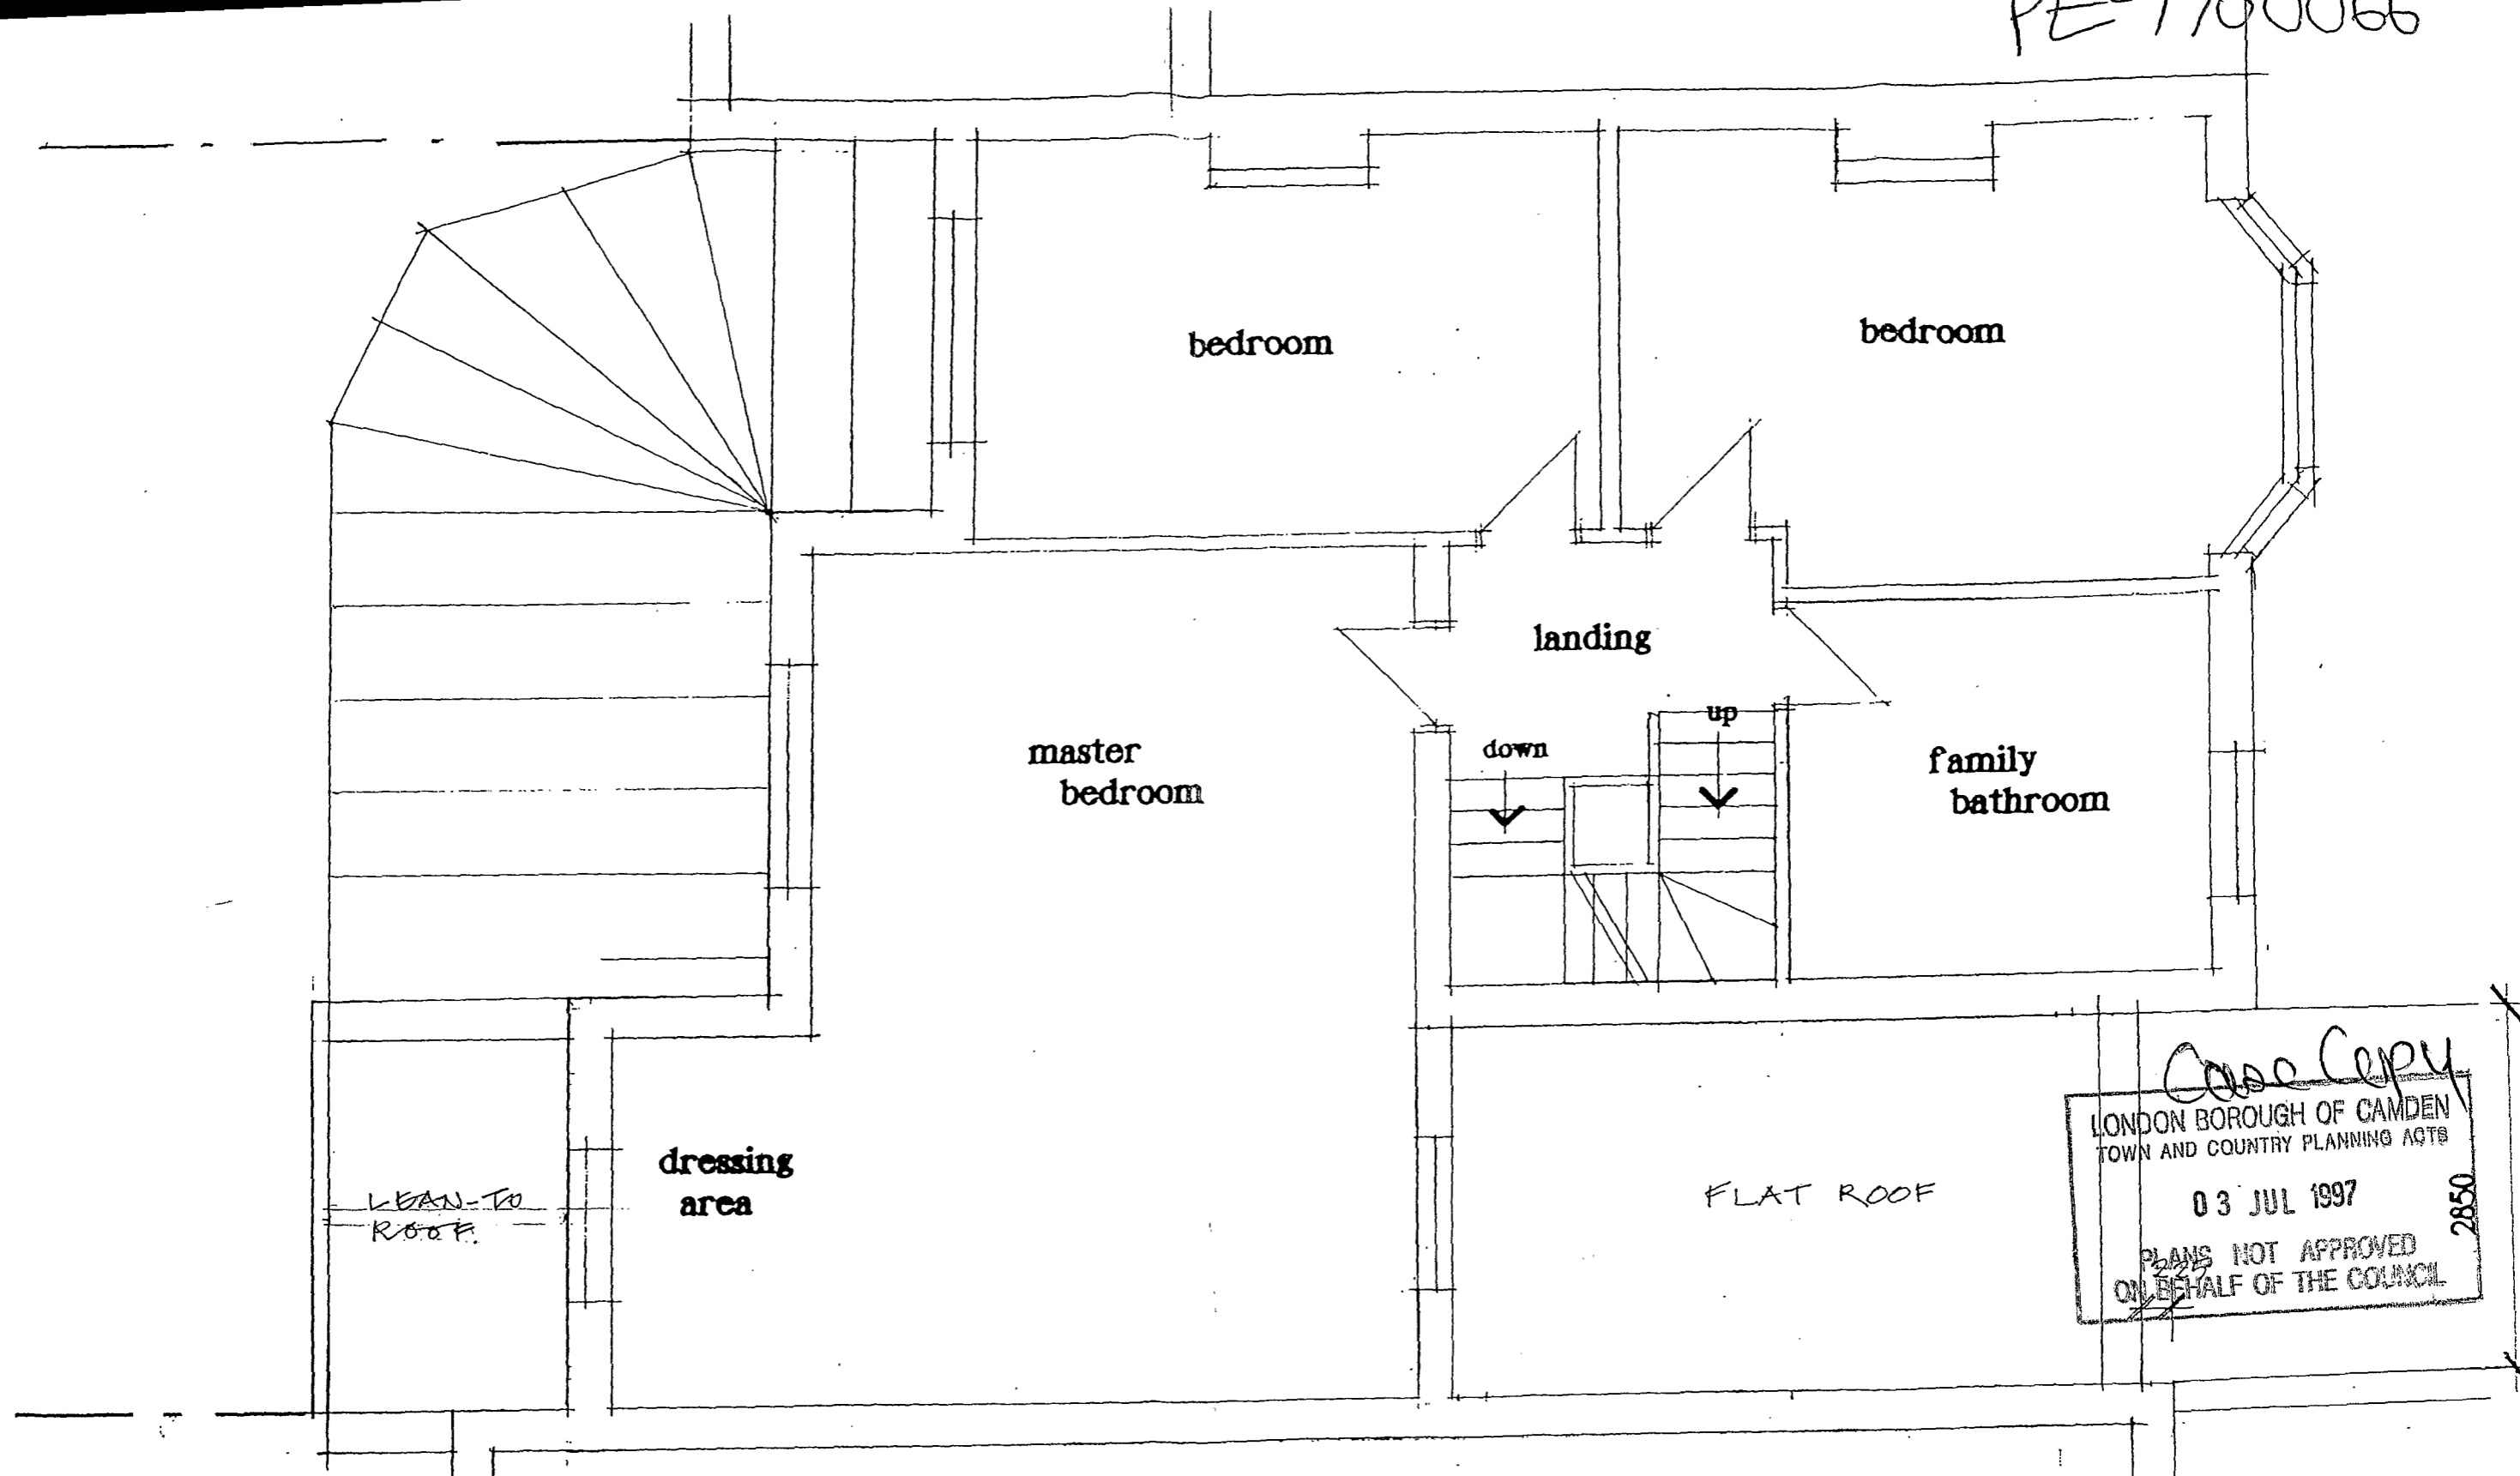 bedroom
bedroom
landing
up
down
master
bedroom
family
bathroom
dressing
area
LEAN-TO
ROOF.
FLAT ROOF
Case Copy
LONDON BOROUGH OF CAMDEN
TOWN AND COUNTRY PLANNING ACTS
03 JUL 1997
2850
PLANS NOT APPROVED
225
ON BEHALF OF THE COUNCIL